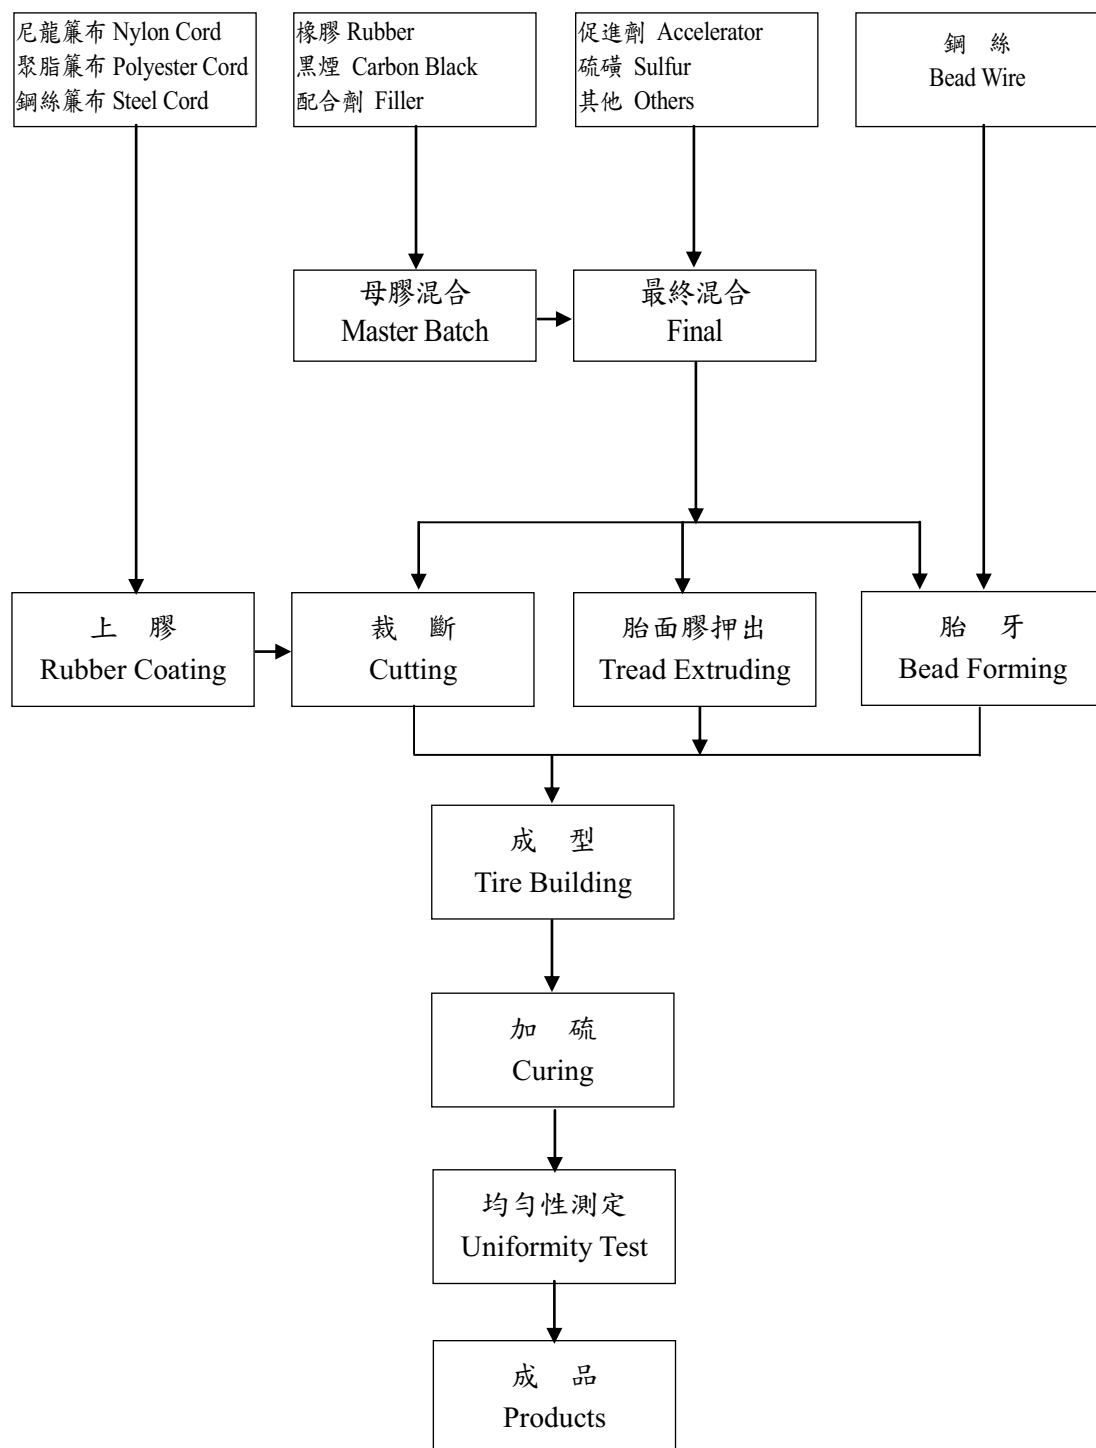 尼龍簾布 Nylon Cord
聚脂簾布 Polyester Cord
鋼絲簾布 Steel Cord
橡膠 Rubber
黑煙 Carbon Black
配合劑 Filler
促進劑 Accelerator
硫磺 Sulfur
其他 Others
鋼 絲
Bead Wire
母膠混合
Master Batch
最終混合
Final
上 膠
Rubber Coating
裁 斷
Cutting
胎面膠押出
Tread Extruding
胎 牙
Bead Forming
成 型
Tire Building
加 硫
Curing
均勻性測定
Uniformity Test
成 品
Products